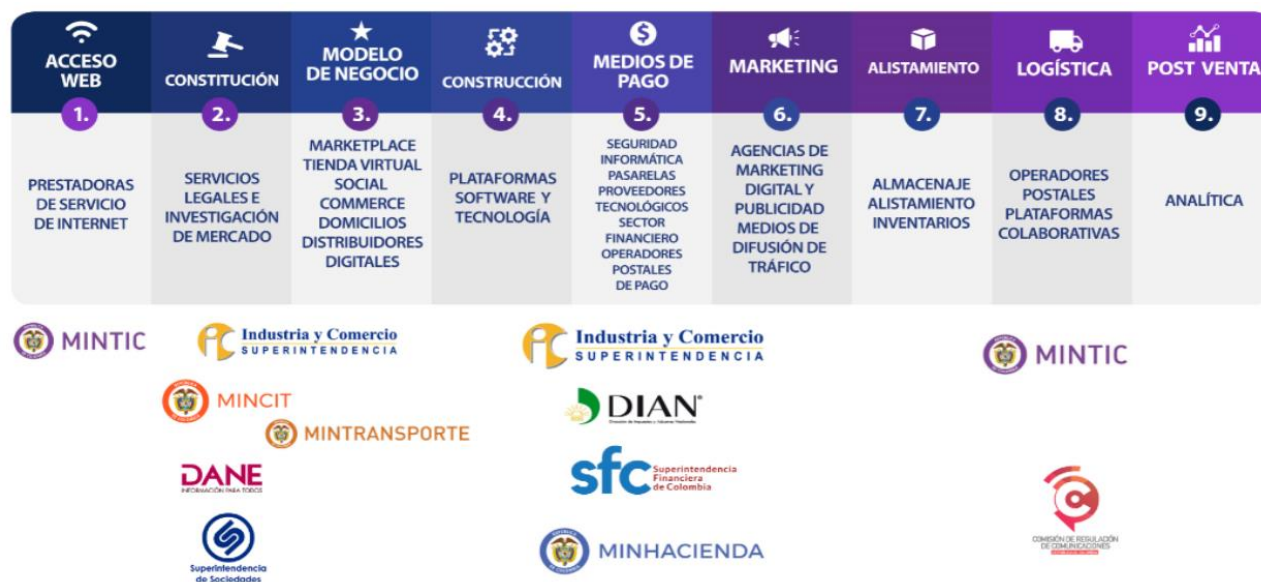 ACCESO
WEB
1.
PRESTADORAS
DE SERVICIO
DE INTERNET
CONSTITUCIÓN
2.
SERVICIOS
LEGALES E
INVESTIGACIÓN
DE MERCADO
MODELO
DE NEGOCIO
3.
MARKETPLACE
TIENDA VIRTUAL
SOCIAL
COMMERCE
DOMICILIOS
DISTRIBUIDORES
DIGITALES
CONSTRUCCIÓN
4.
PLATAFORMAS
SOFTWARE Y
TECNOLOGÍA
MEDIOS DE
PAGO
5.
SEGURIDAD
INFORMÁTICA
PASARELAS
PROVEEDORES
TECNOLÓGICOS
SECTOR
FINANCIERO
OPERADORES
POSTALES
DE PAGO
MARKETING
6.
AGENCIAS DE
MARKETING
DIGITAL Y
PUBLICIDAD
MEDIOS DE
DIFUSIÓN DE
TRÁFICO
ALISTAMIENTO
7.
ALMACENAJE
ALISTAMIENTO
INVENTARIOS
LOGÍSTICA
8.
OPERADORES
POSTALES
PLATAFORMAS
COLABORATIVAS
POST VENTA
9.
ANALÍTICA
MINTIC
Industria y Comercio
SUPERINTENDENCIA
MINCIT
MINTRANSPORTE
DANE
INFORMACIÓN PARA TODOS
Superintendencia
de Sociedades
Industria y Comercio
SUPERINTENDENCIA
DIAN®
Dirección de Impuestos y Aduanas Nacionales
sfc Superintendencia
Financiera
de Colombia
MINHACIENDA
MINTIC
COMISIÓN DE REGULACIÓN
DE COMUNICACIONES